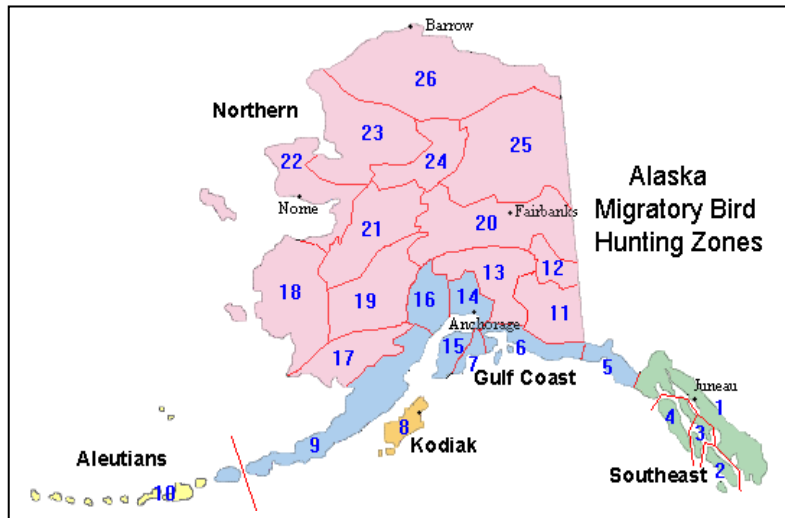 Barrow
26
Northern
23
25
22
24
Alaska
Migratory Bird
Hunting Zones
Nome
Fairbanks
20
21
12
13
18
16
14
19
11
Anchorage
17
15
6
7
Gulf Coast
5
Juneau
1
4
3
8
9
Kodiak
Aleutians
Southeast
2
10